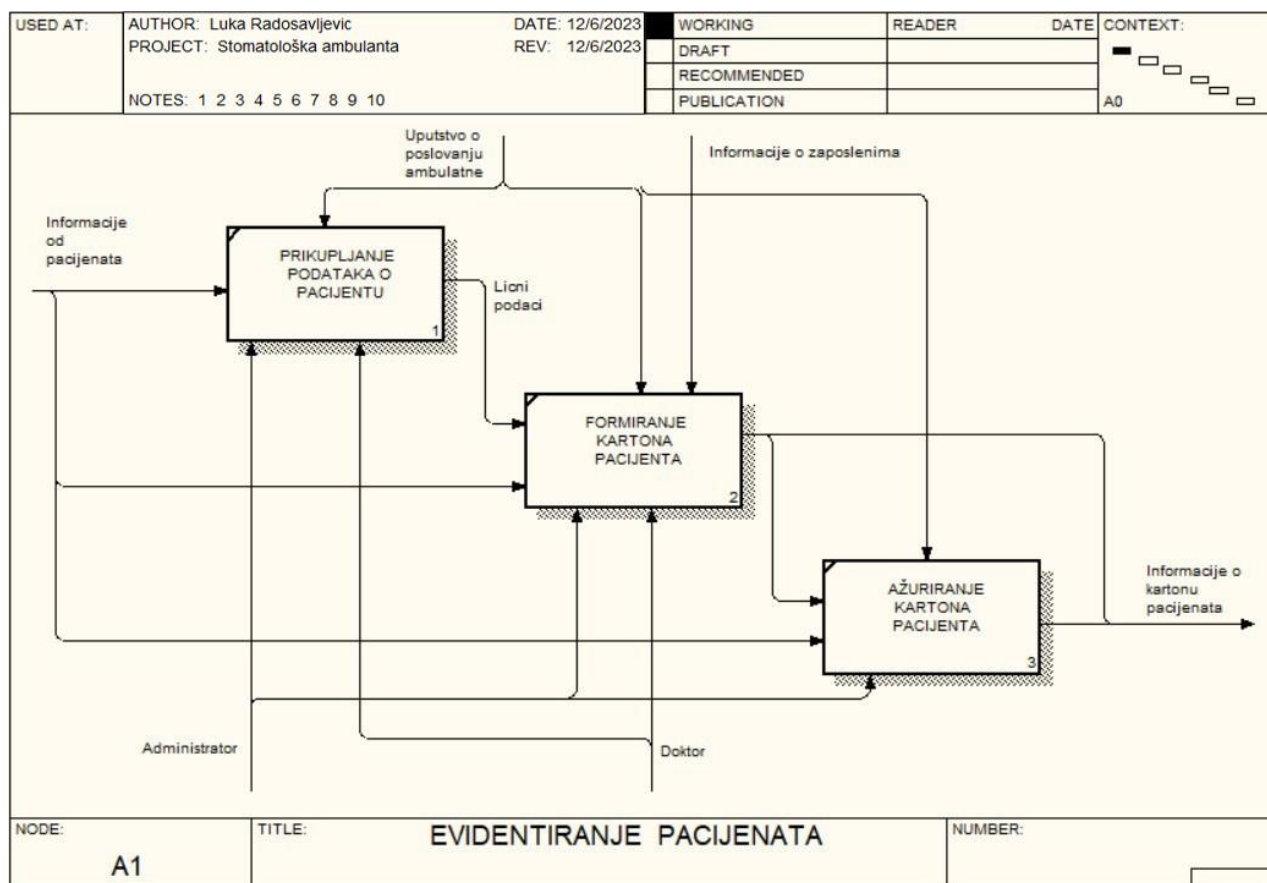 USED AT:
AUTHOR: Luka Radosavljevic
DATE: 12/6/2023
PROJECT: Stomatološka ambulanta
REV: 12/6/2023
NOTES: 1 2 3 4 5 6 7 8 9 10
WORKING
DRAFT
RECOMMENDED
PUBLICATION
READER
DATE
CONTEXT:
A0
Uputstvo o
poslovanju
ambulatne
Informacije o zaposlenima
Informacije
od
pacijenata
PRIKUPLJANJE
PODATAKA O
PACIJENTU
1
Licni
podaci
FORMIRANJE
KARTONA
PACIJENTA
2
AŽURIRANJE
KARTONA
PACIJENTA
3
Informacije o
kartonu
pacijenata
Administrator
Doktor
NODE:
A1
TITLE:
EVIDENTIRANJE PACIJENATA
NUMBER: